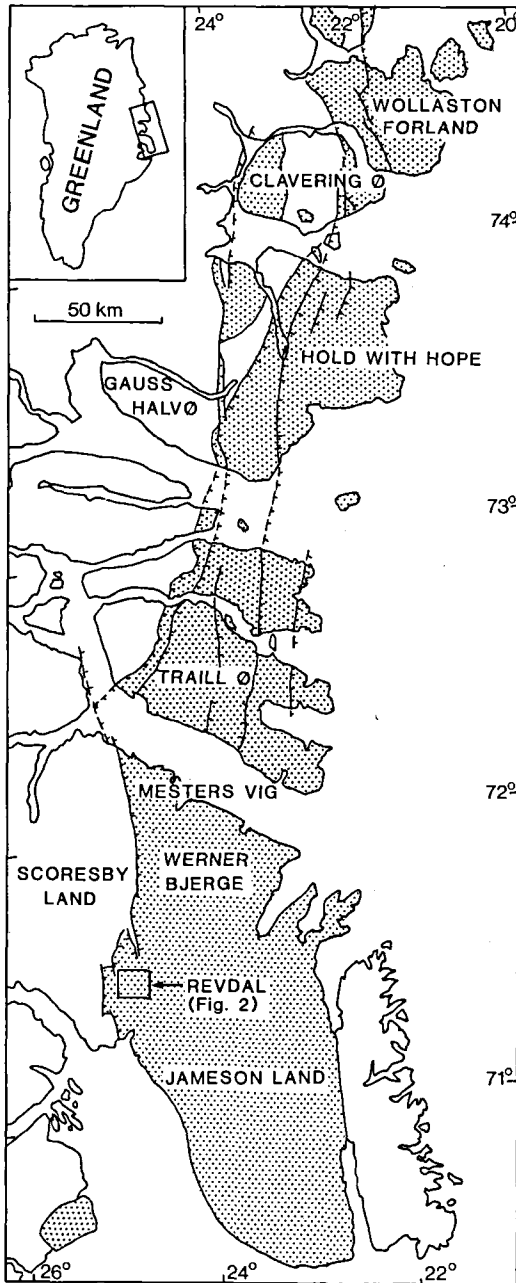 24°
22°
20°
GREENLAND
WOLLASTON
FORLAND
CLAVERING Ø
74°
50 km
HOLD WITH HOPE
GAUSS
HALVØ
73°
TRAILL Ø
MESTERS VIG
72°
SCORESBY
LAND
WERNER
BJERGE
REVDAL
(Fig. 2)
JAMESON LAND
71°
26°
24°
22°